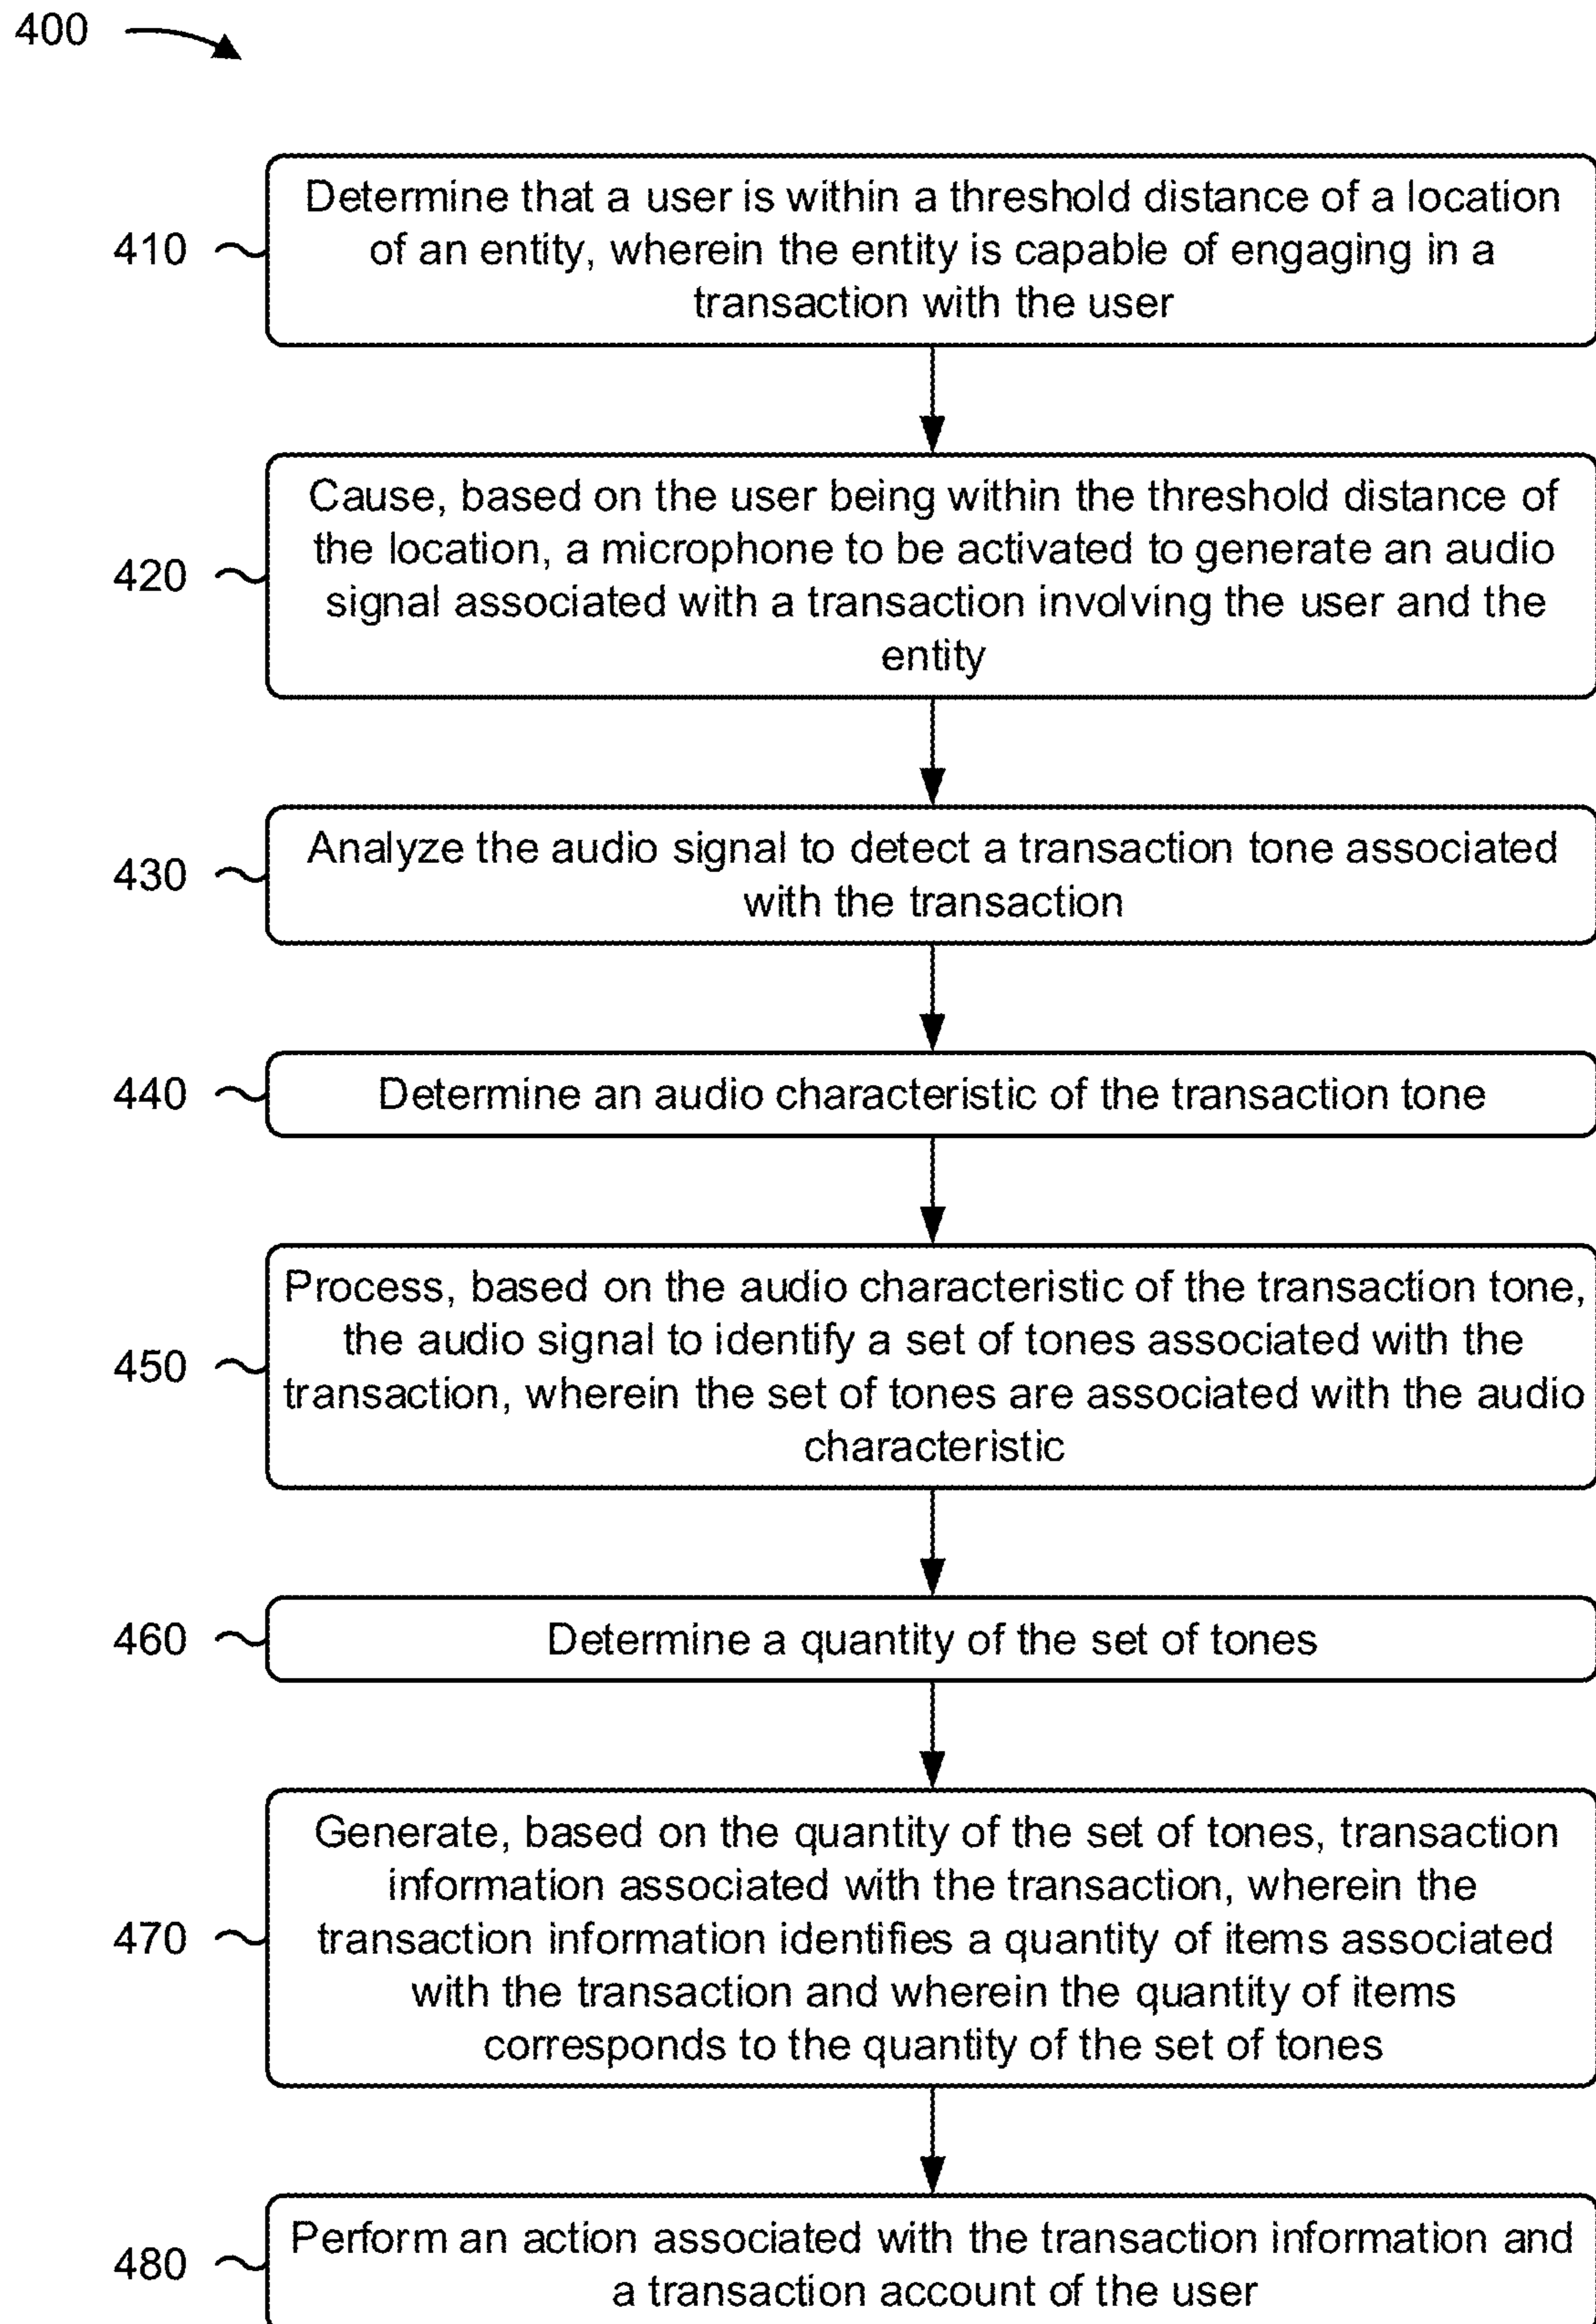 400
410
Determine that a user is within a threshold distance of a location
of an entity, wherein the entity is capable of engaging in a
transaction with the user
420
Cause, based on the user being within the threshold distance of
the location, a microphone to be activated to generate an audio
signal associated with a transaction involving the user and the
entity
430
Analyze the audio signal to detect a transaction tone associated
with the transaction
440
Determine an audio characteristic of the transaction tone
450
Process, based on the audio characteristic of the transaction tone,
the audio signal to identify a set of tones associated with the
transaction, wherein the set of tones are associated with the audio
characteristic
460
Determine a quantity of the set of tones
470
Generate, based on the quantity of the set of tones, transaction
information associated with the transaction, wherein the
transaction information identifies a quantity of items associated
with the transaction and wherein the quantity of items
corresponds to the quantity of the set of tones
480
Perform an action associated with the transaction information and
a transaction account of the user